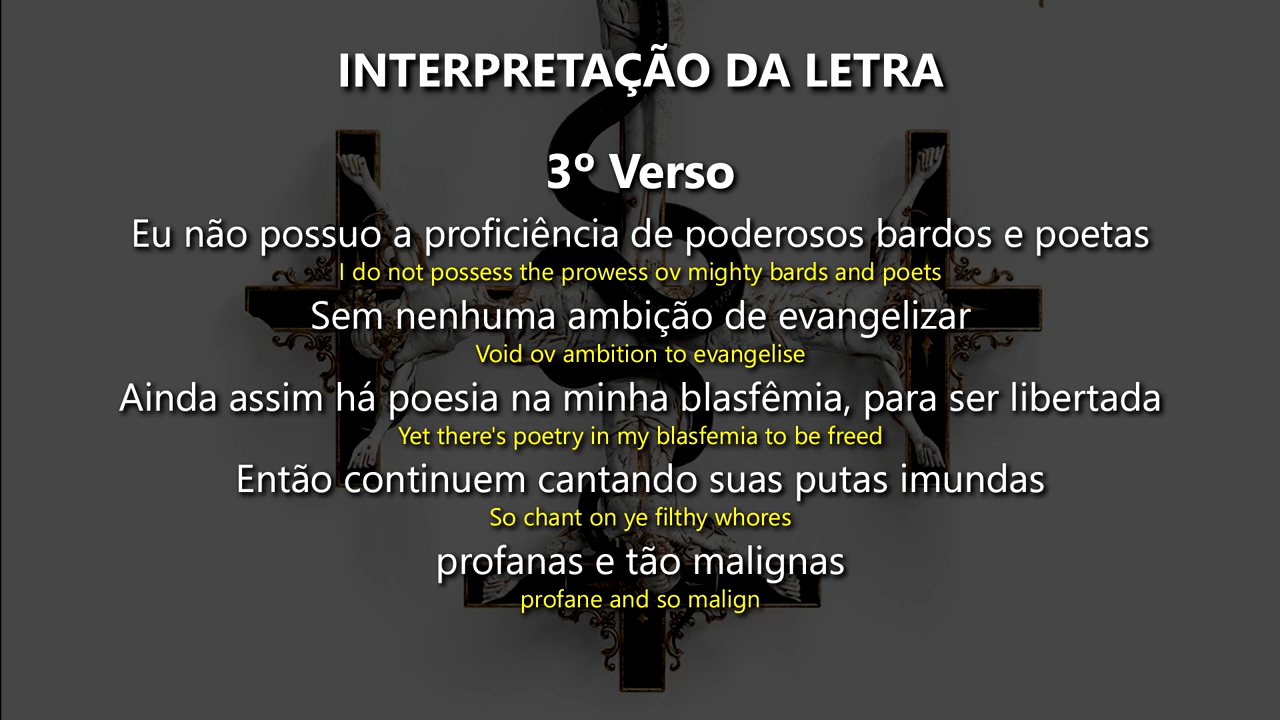 INTERPRETAÇÃO DA LETRA
3º Verso
Eu não possuo a proficiência de poderosos bardos e poetas
I do not possess the prowess ov mighty bards and poets
Sem nenhuma ambição de evangelizar
Void ov ambition to evangelise
Ainda assim há poesia na minha blasfêmia, para ser libertada
Yet there's poetry in my blasfemia to be freed
Então continuem cantando suas putas imundas
So chant on ye filthy whores
profanas e tão malignas
profane and so malign